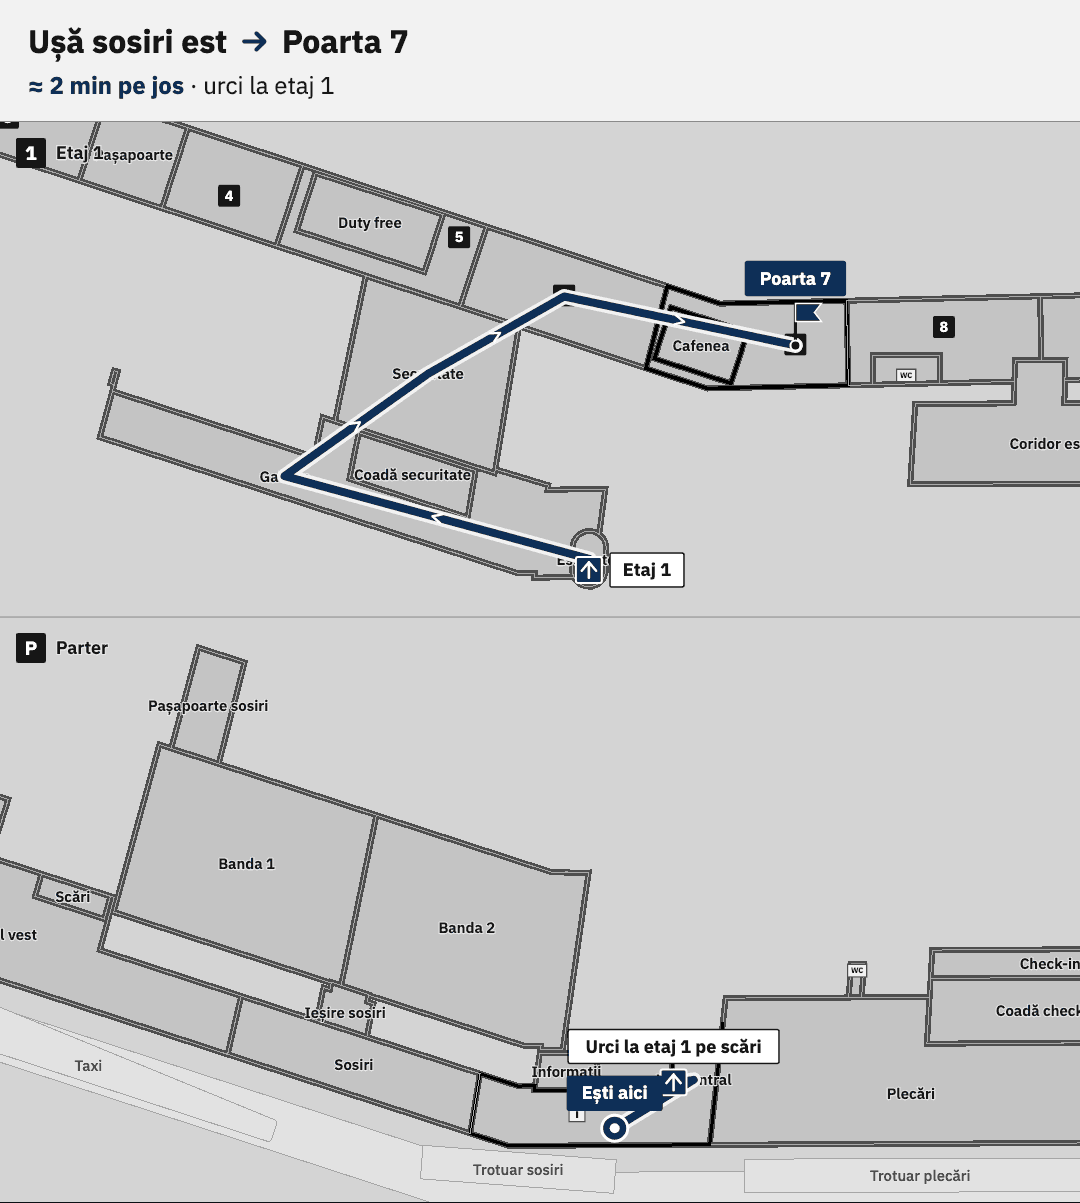 Ușă sosiri est → Poarta 7
≈ 2 min pe jos · urci la etaj 1
1 Etaj 1
așapoarte
4
Duty free
5
Poarta 7
8
Cafenea
WC
Coadă securitate
Etaj 1
P Parter
Pașapoarte sosiri
Banda 1
Scări
Banda 2
l vest
Check-in
WC
Ieșire sosiri
Coadă check
Urci la etaj 1 pe scări
Sosiri
Informații
Taxi
Ești aici
ntral
Plecări
Trotuar sosiri
Trotuar plecări
Coridor es